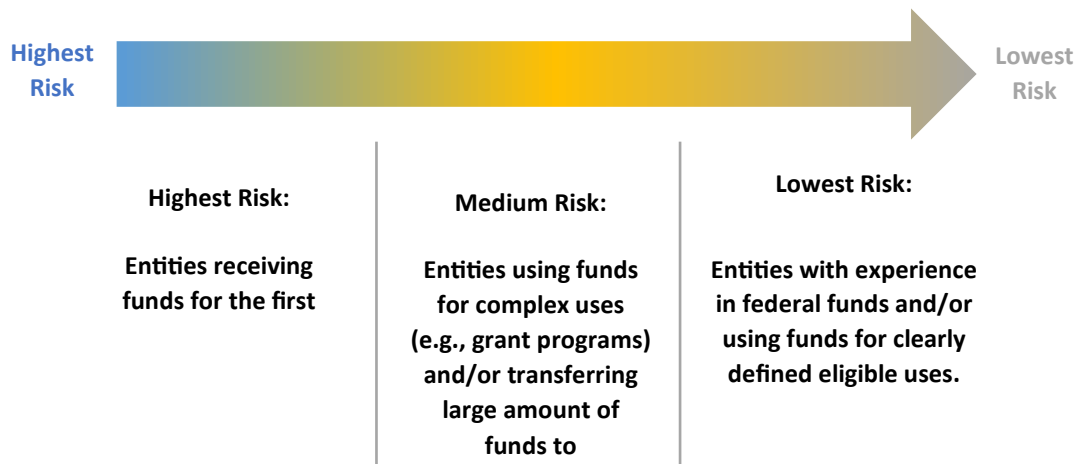 Highest
Risk
Lowest
Risk
Highest Risk:
Entities receiving
funds for the first
Medium Risk:
Entities using funds
for complex uses
(e.g., grant programs)
and/or transferring
large amount of
funds to
Lowest Risk:
Entities with experience
in federal funds and/or
using funds for clearly
defined eligible uses.